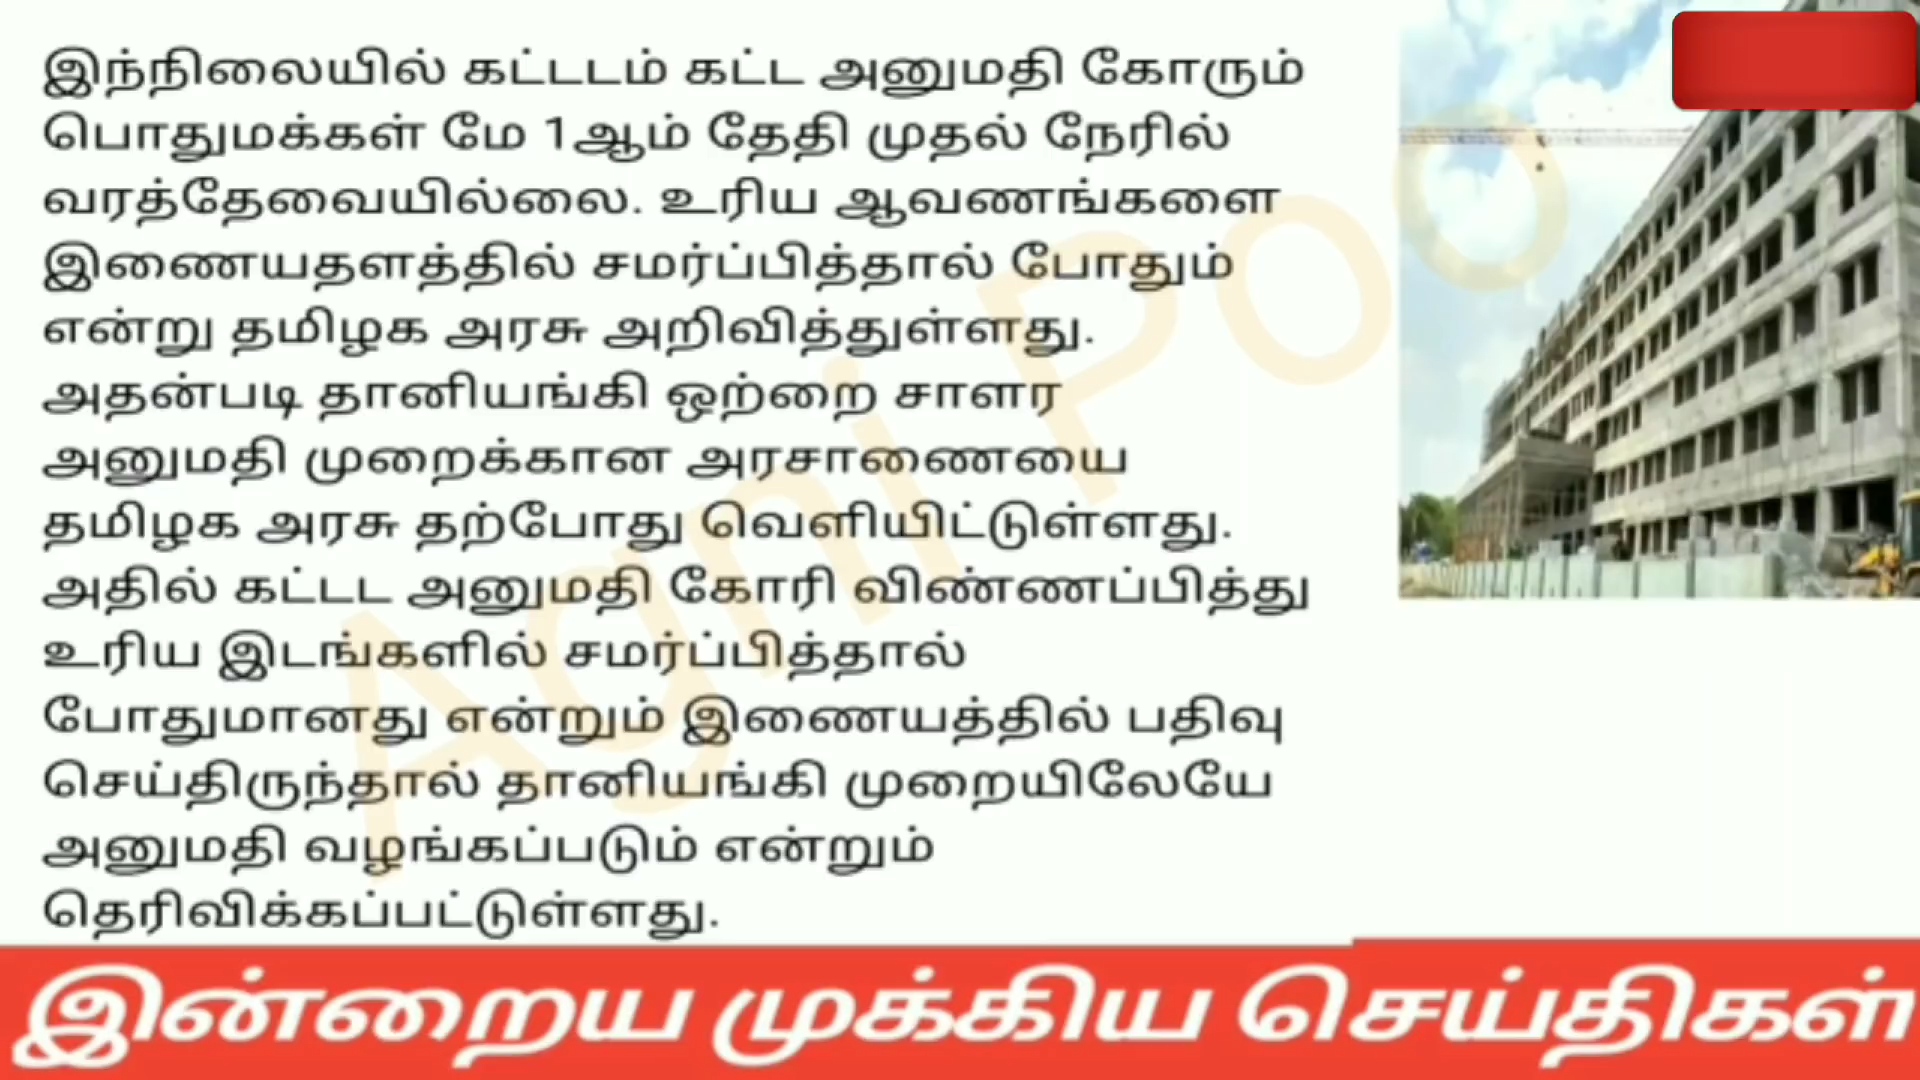 இந்நிலையில் கட்டடம் கட்ட அனுமதி கோரும்
பொதுமக்கள் மே 1ஆம் தேதி முதல் நேரில்
வரத்தேவையில்லை. உரிய ஆவணங்களை
இணையதளத்தில் சமர்ப்பித்தால் போதும்
என்று தமிழக அரசு அறிவித்துள்ளது.
அதன்படி தானியங்கி ஒற்றை சாளர
அனுமதி முறைக்கான அரசாணையை
தமிழக அரசு தற்போது வெளியிட்டுள்ளது.
அதில் கட்டட அனுமதி கோரி விண்ணப்பித்து
உரிய இடங்களில் சமர்ப்பித்தால்
போதுமானது என்றும் இணையத்தில் பதிவு
செய்திருந்தால் தானியங்கி முறையிலேயே
அனுமதி வழங்கப்படும் என்றும்
தெரிவிக்கப்பட்டுள்ளது.
Agni Poo
இன்றைய முக்கிய செய்திகள்